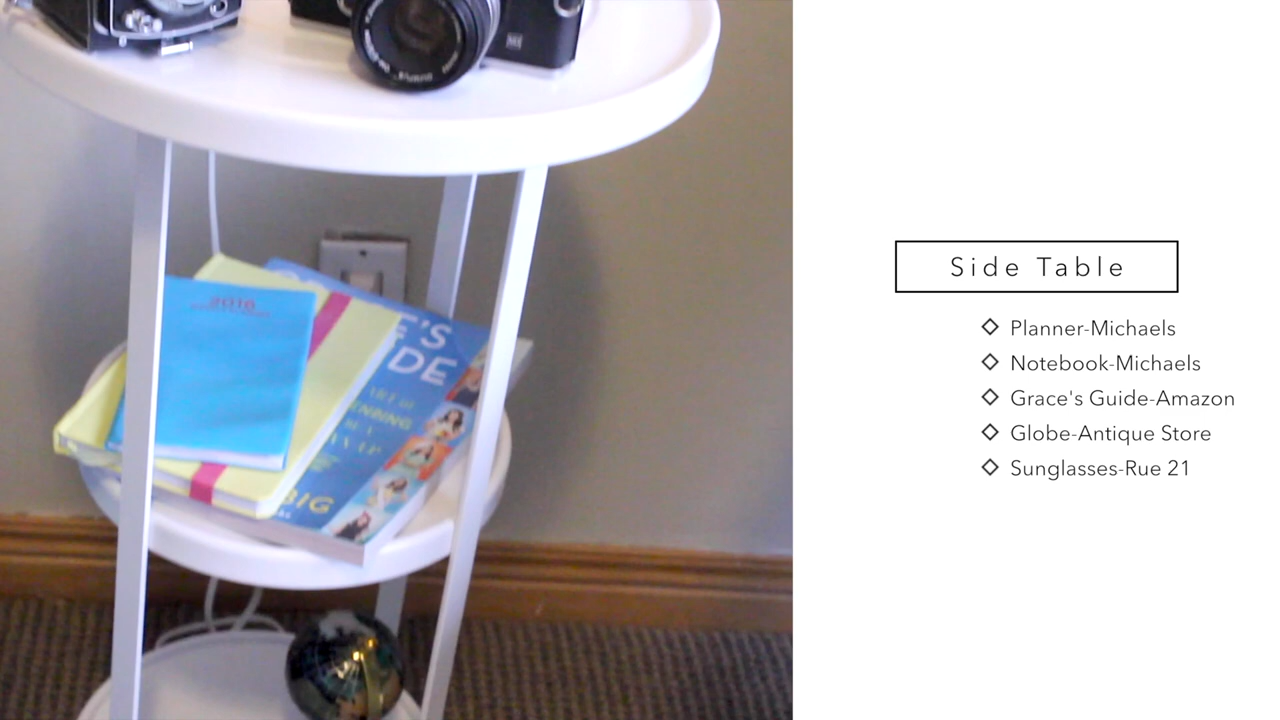 2016
E'S
DE
BIG
Side Table
Planner-Michaels
Notebook-Michaels
Grace's Guide-Amazon
Globe-Antique Store
Sunglasses-Rue 21